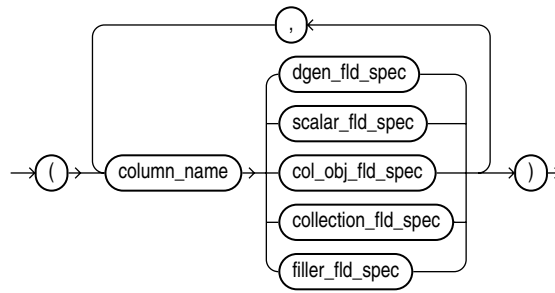 ,
dgen_fld_spec
scalar_fld_spec
( column_name col_obj_fld_spec )
collection_fld_spec
filler_fld_spec